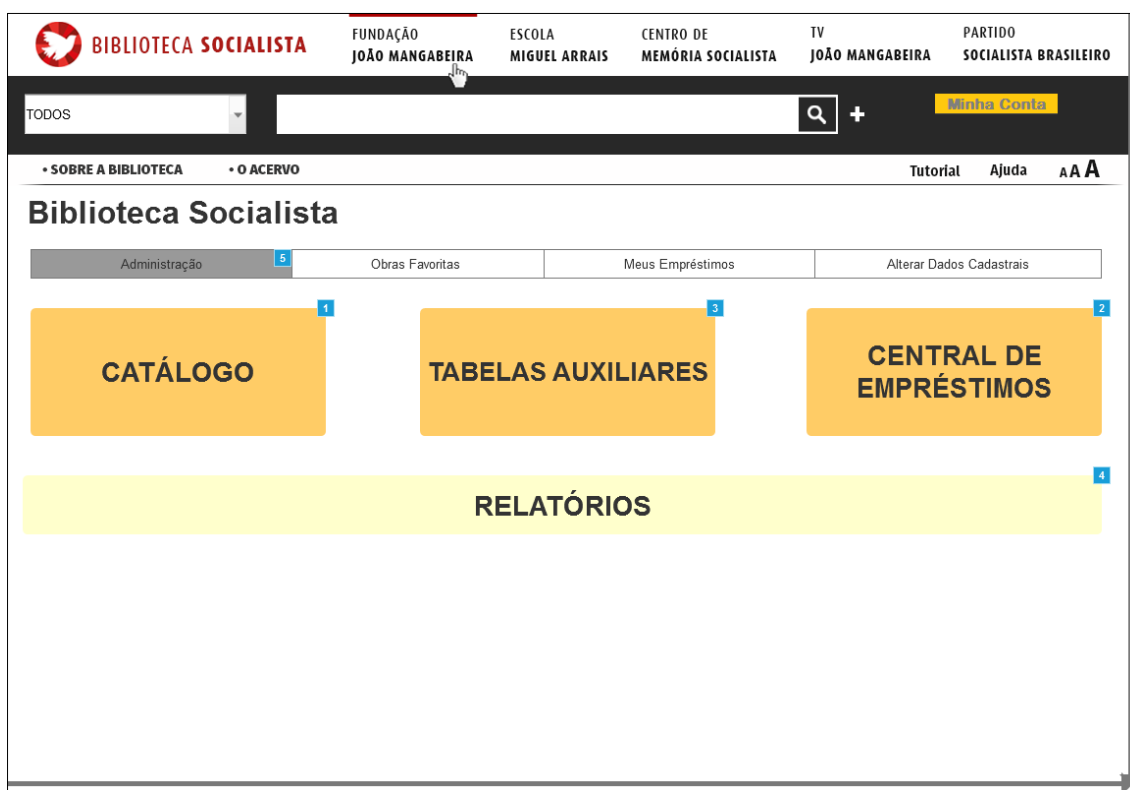 BIBLIOTECA SOCIALISTA
FUNDAÇÃO
JOÃO MANGABEIRA
ESCOLA
MIGUEL ARRAIS
CENTRO DE
MEMÓRIA SOCIALISTA
TV
JOÃO MANGABEIRA
PARTIDO
SOCIALISTA BRASILEIRO
TODOS
+
Minha Conta
• SOBRE A BIBLIOTECA
• O ACERVO
Tutorial
Ajuda
A A A
Biblioteca Socialista
Administração
5
Obras Favoritas
Meus Empréstimos
Alterar Dados Cadastrais
1
CATÁLOGO
3
TABELAS AUXILIARES
2
CENTRAL DE
EMPRÉSTIMOS
4
RELATÓRIOS